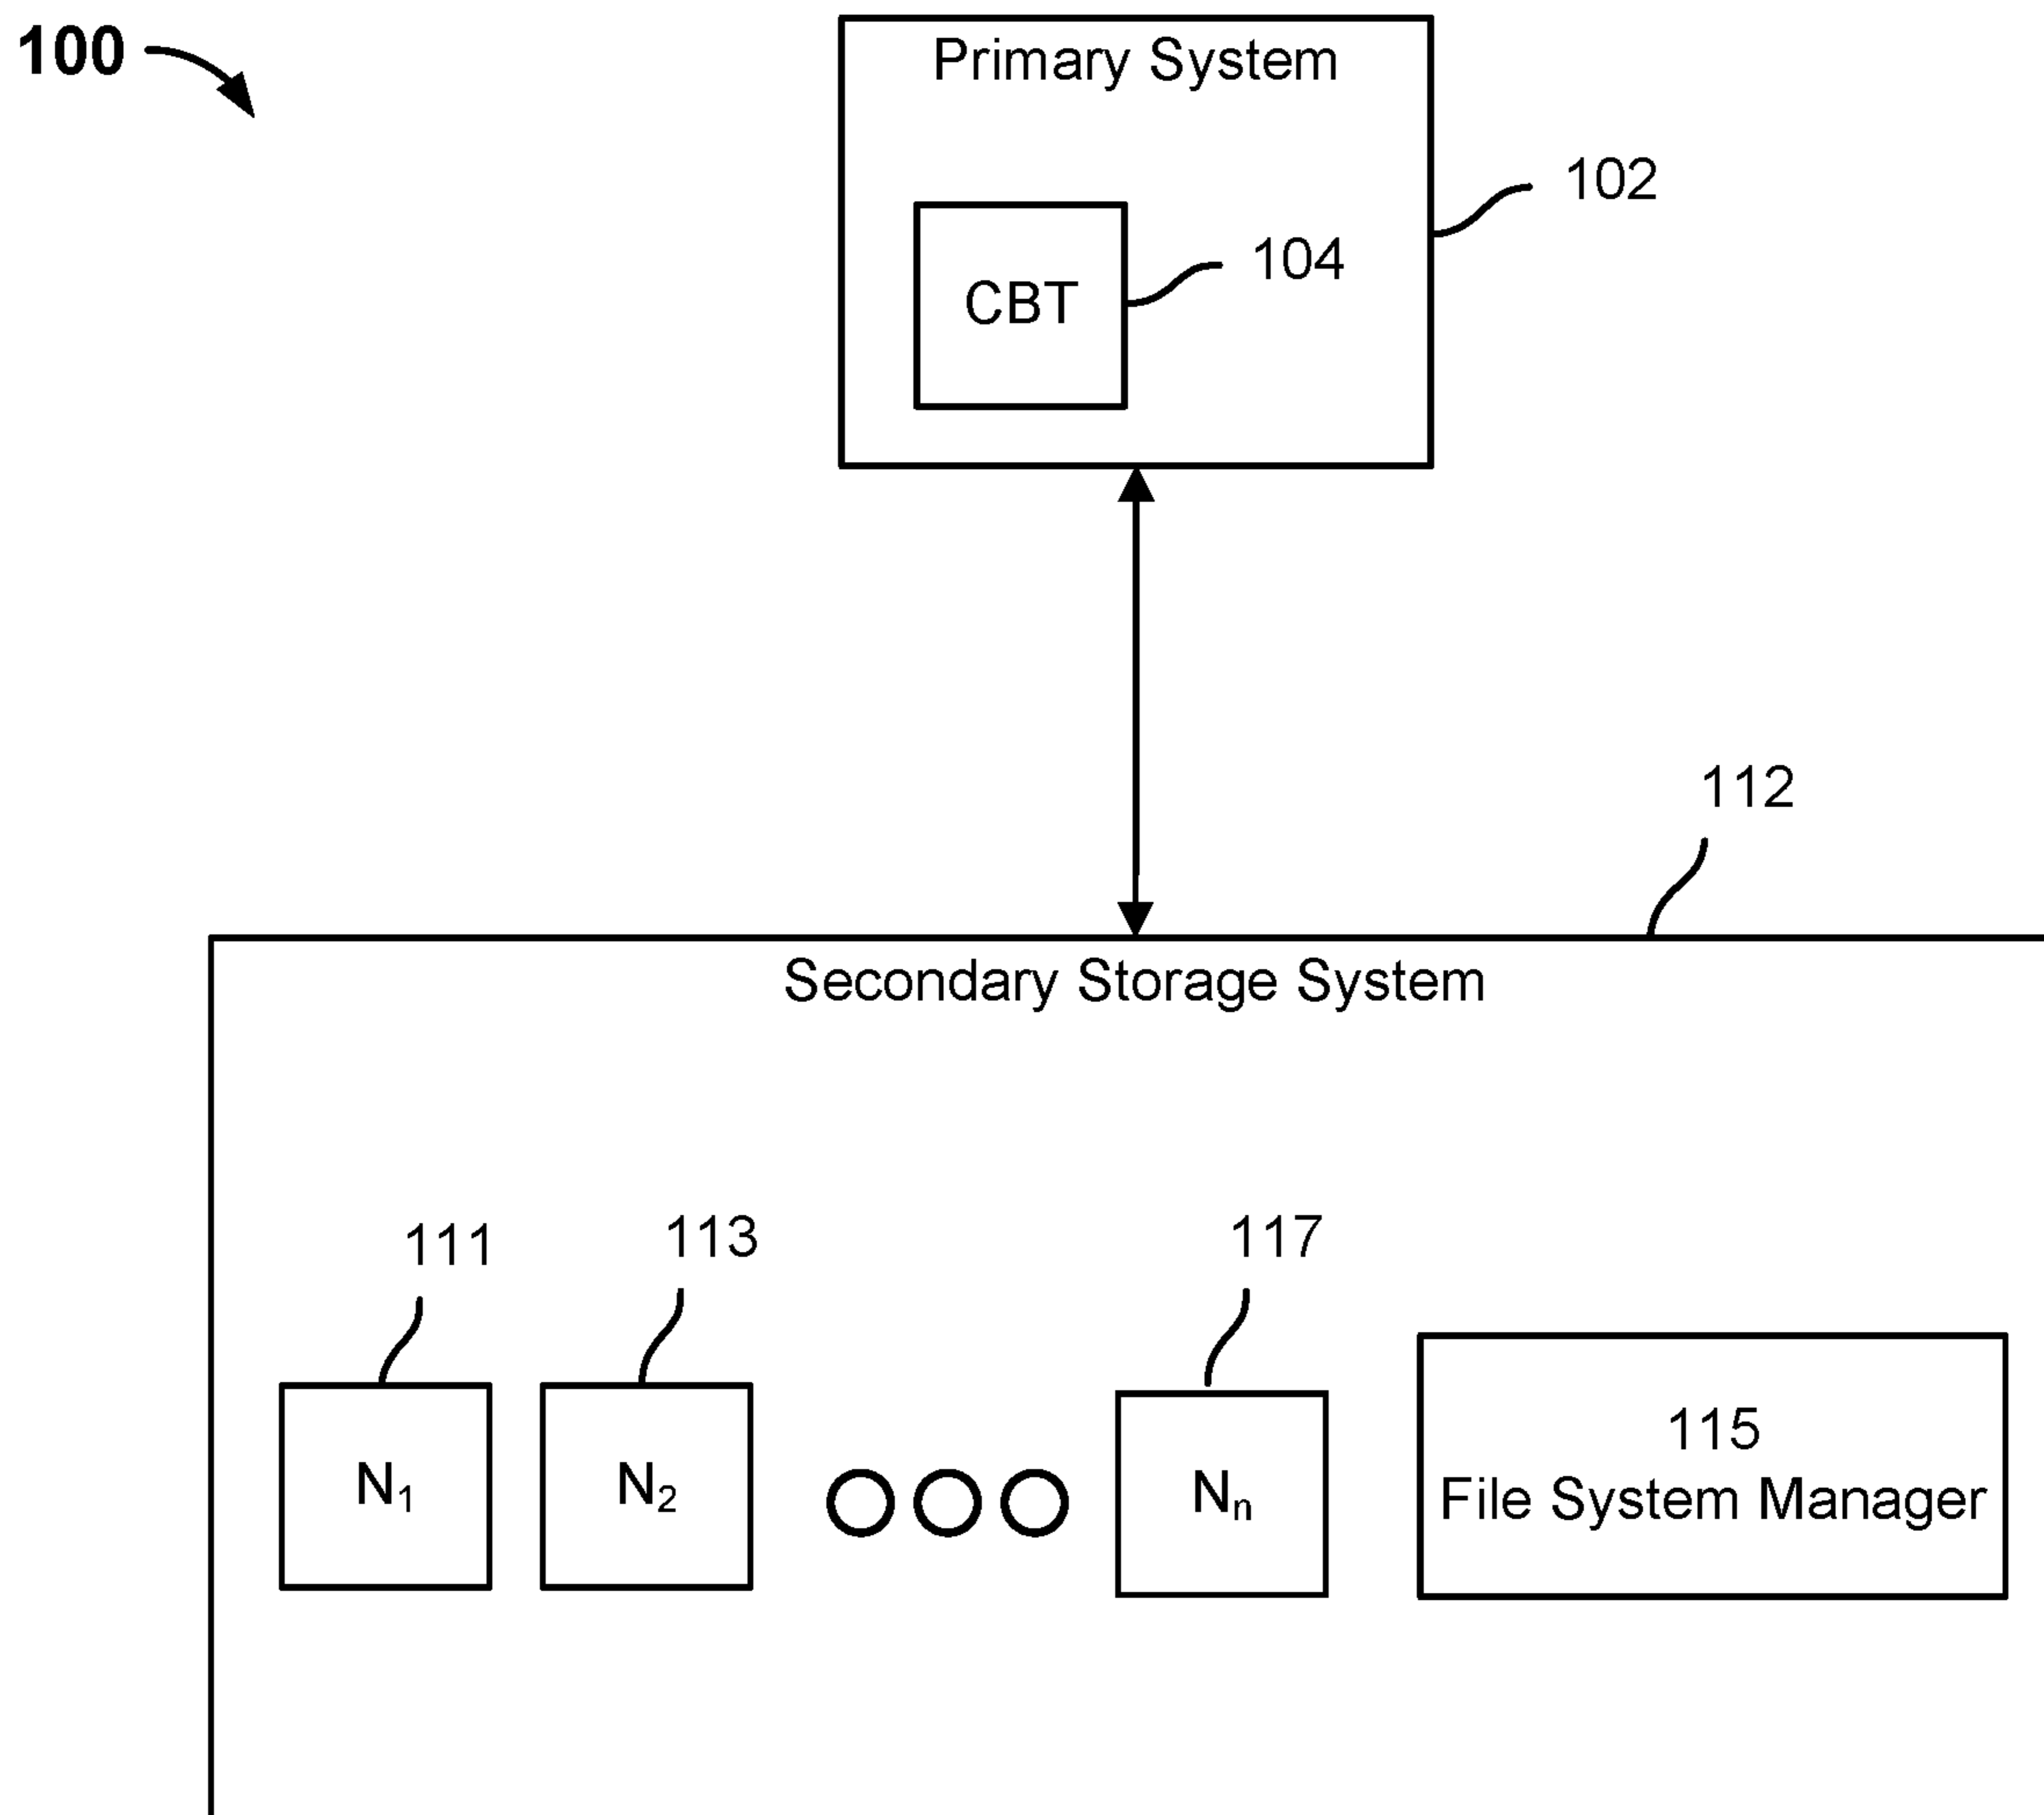 100
Primary System
102
104
CBT
112
Secondary Storage System
111
113
117
N₁
N₂
Nₙ
115
File System Manager